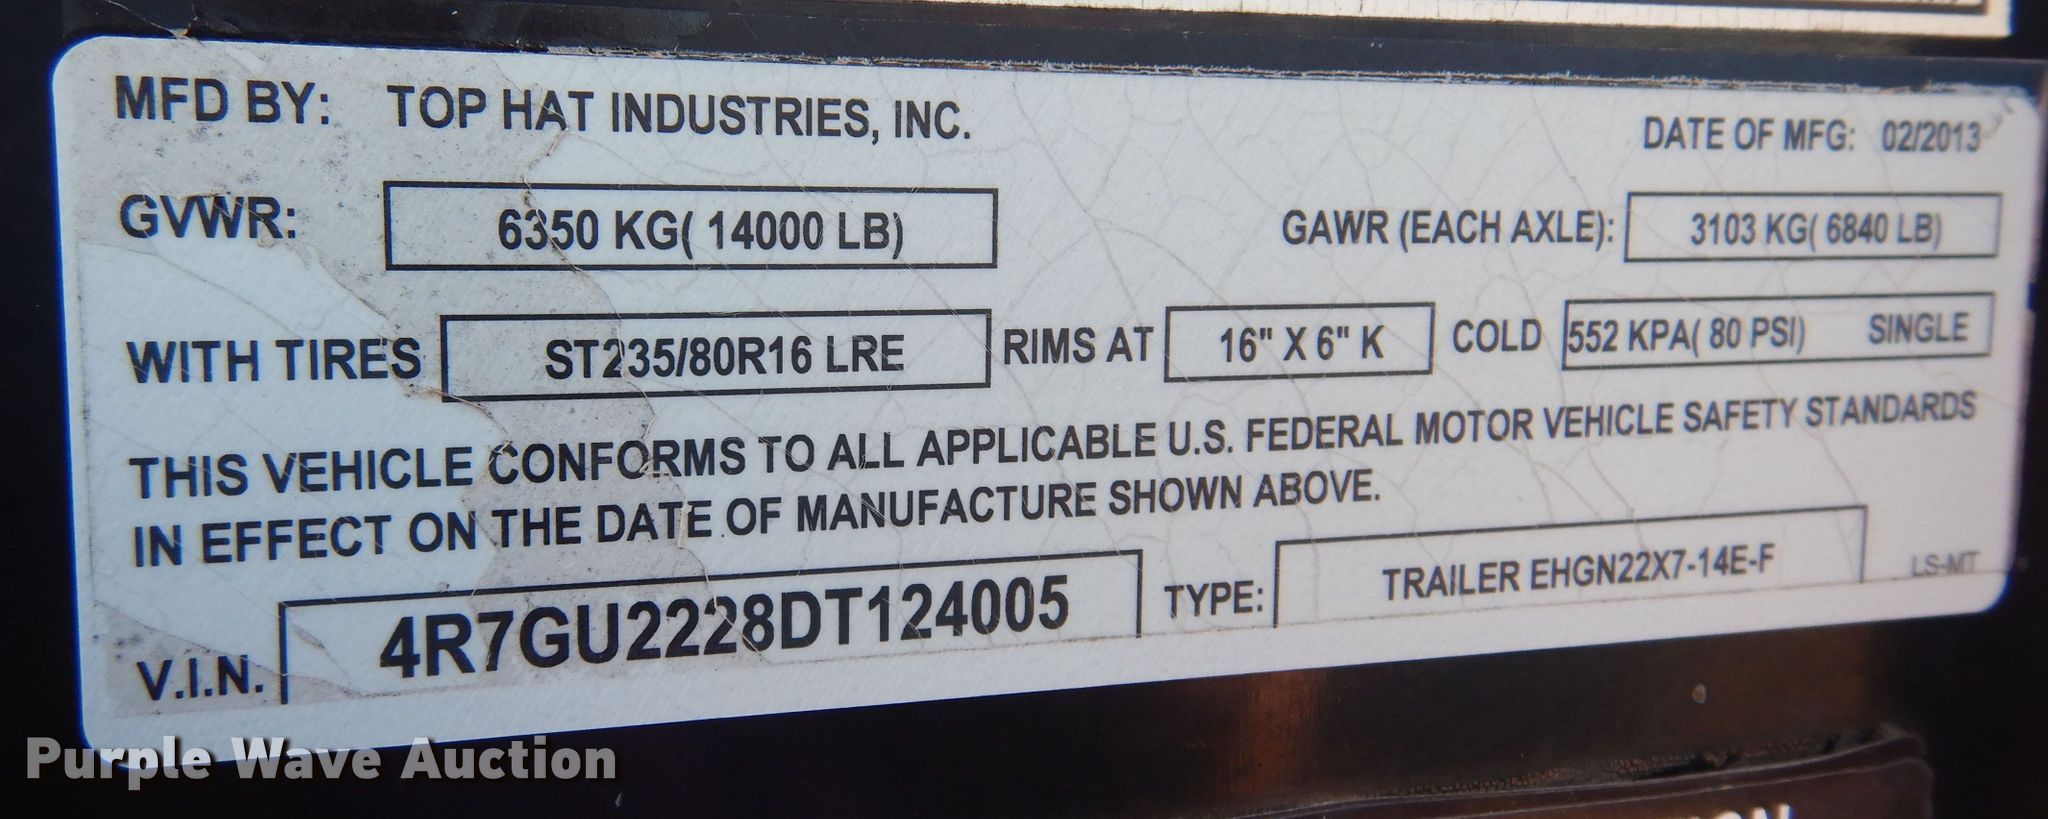 MFD BY: TOP HAT INDUSTRIES, INC.
DATE OF MFG: 02/2013
GVWR: 6350 KG( 14000 LB)
GAWR (EACH AXLE): 3103 KG( 6840 LB)
WITH TIRES ST235/80R16 LRE RIMS AT 16" X 6" K COLD 552 KPA( 80 PSI) SINGLE
THIS VEHICLE CONFORMS TO ALL APPLICABLE U.S. FEDERAL MOTOR VEHICLE SAFETY STANDARDS
IN EFFECT ON THE DATE OF MANUFACTURE SHOWN ABOVE.
V.I.N. 4R7GU2228DT124005 TYPE: TRAILER EHGN22X7-14E-F LS-MT
Purple Wave Auction